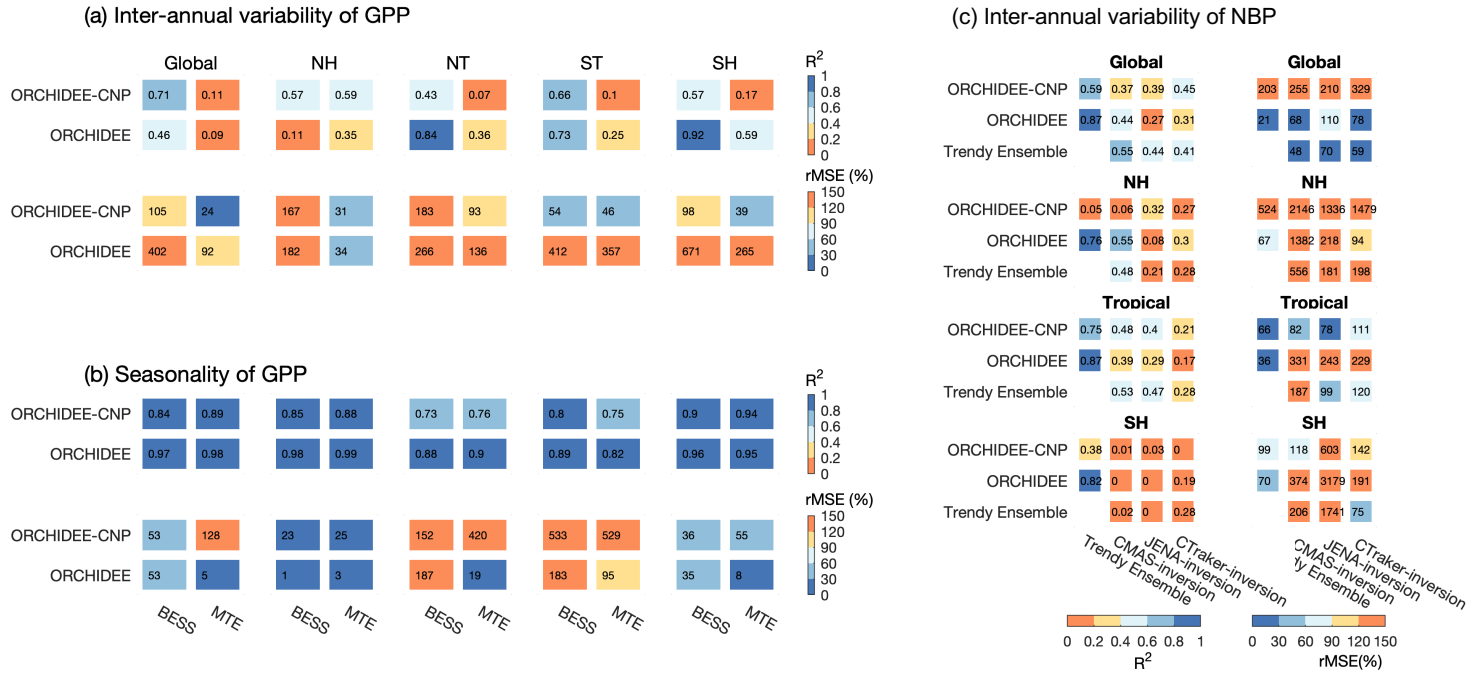 (a) Inter-annual variability of GPP
Global NH NT ST SH R2
ORCHIDEE-CNP 0.71 0.11 0.57 0.59 0.43 0.07 0.66 0.1 0.57 0.17
ORCHIDEE 0.46 0.09 0.11 0.35 0.84 0.36 0.73 0.25 0.92 0.59
1
0.8
0.6
0.4
0.2
0
rMSE (%)
ORCHIDEE-CNP 105 24 167 31 183 93 54 46 98 39
ORCHIDEE 402 92 182 34 266 136 412 357 671 265
150
120
90
60
30
0
(b) Seasonality of GPP
R2
ORCHIDEE-CNP 0.84 0.89 0.85 0.88 0.73 0.76 0.8 0.75 0.9 0.94
ORCHIDEE 0.97 0.98 0.98 0.99 0.88 0.9 0.89 0.82 0.96 0.95
1
0.8
0.6
0.4
0.2
0
rMSE (%)
ORCHIDEE-CNP 53 128 23 25 152 420 533 529 36 55
ORCHIDEE 53 5 1 3 187 19 183 95 35 8
150
120
90
60
30
0
BESS MTE BESS MTE BESS MTE BESS MTE BESS MTE
(c) Inter-annual variability of NBP
Global Global
ORCHIDEE-CNP 0.59 0.37 0.39 0.45 203 255 210 329
ORCHIDEE 0.87 0.44 0.27 0.31 21 68 110 78
Trendy Ensemble 0.55 0.44 0.41 48 70 59
NH NH
ORCHIDEE-CNP 0.05 0.06 0.32 0.27 524 2146 1336 1479
ORCHIDEE 0.76 0.55 0.08 0.3 67 1382 218 94
Trendy Ensemble 0.48 0.21 0.28 556 181 198
Tropical Tropical
ORCHIDEE-CNP 0.75 0.48 0.4 0.21 66 82 78 111
ORCHIDEE 0.87 0.39 0.29 0.17 36 331 243 229
Trendy Ensemble 0.53 0.47 0.28 187 99 120
SH SH
ORCHIDEE-CNP 0.38 0.01 0.03 0 99 118 603 142
ORCHIDEE 0.82 0 0 0.19 70 374 3179 191
Trendy Ensemble 0.02 0 0.28 206 1741 75
Trendy Ensemble
CMAS-inversion
JENA-inversion
CTraker-inversion
dy Ensemble
CMAS-inversion
JENA-inversion
CTraker-inversion
0 0.2 0.4 0.6 0.8 1
R2
0 30 60 90 120 150
rMSE(%)